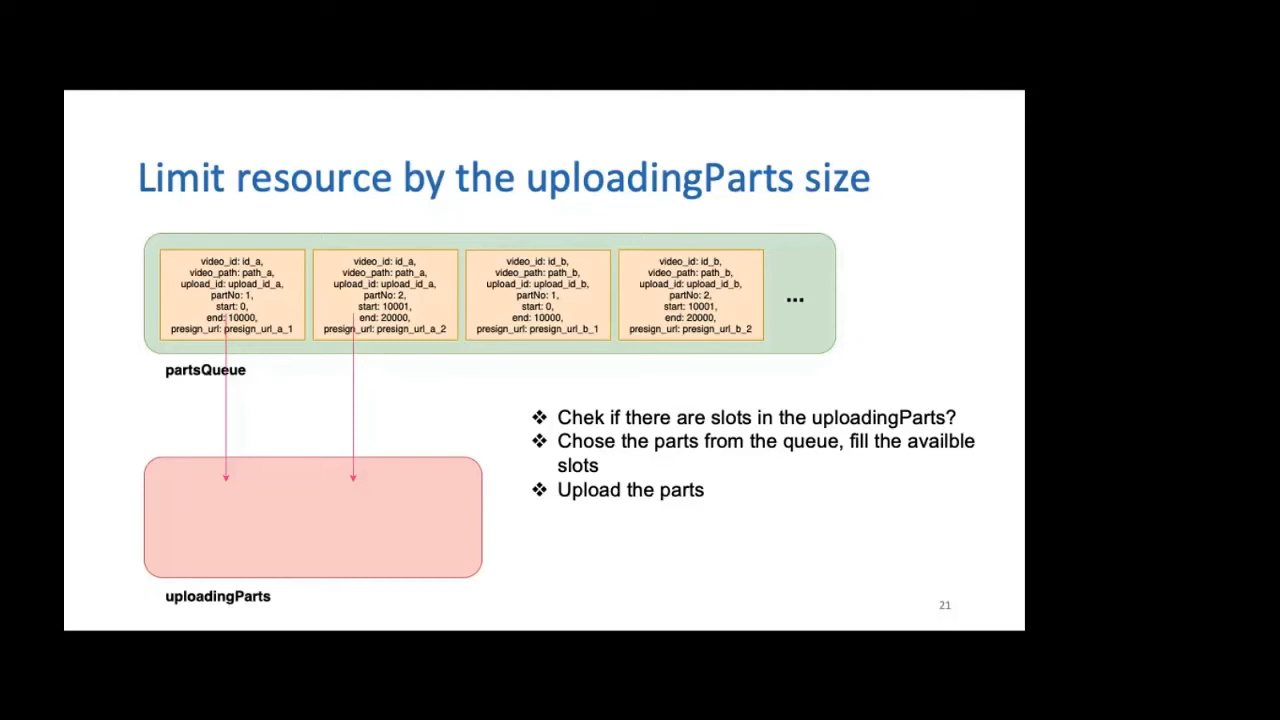 Limit resource by the uploadingParts size
video_id: id_a,
video_path: path_a,
upload_id: upload_id_a,
partNo: 1,
start: 0,
end: 10000,
presign_url: presign_url_a_1
video_id: id_a,
video_path: path_a,
upload_id: upload_id_a,
partNo: 2,
start: 10001,
end: 20000,
presign_url: presign_url_a_2
video_id: id_b,
video_path: path_b,
upload_id: upload_id_b,
partNo: 1,
start: 0,
end: 10000,
presign_url: presign_url_b_1
video_id: id_b,
video_path: path_b,
upload_id: upload_id_b,
partNo: 2,
start: 10001,
end: 20000,
presign_url: presign_url_b_2
...
partsQueue
❖ Chek if there are slots in the uploadingParts?
❖ Chose the parts from the queue, fill the availble
slots
❖ Upload the parts
uploadingParts
21